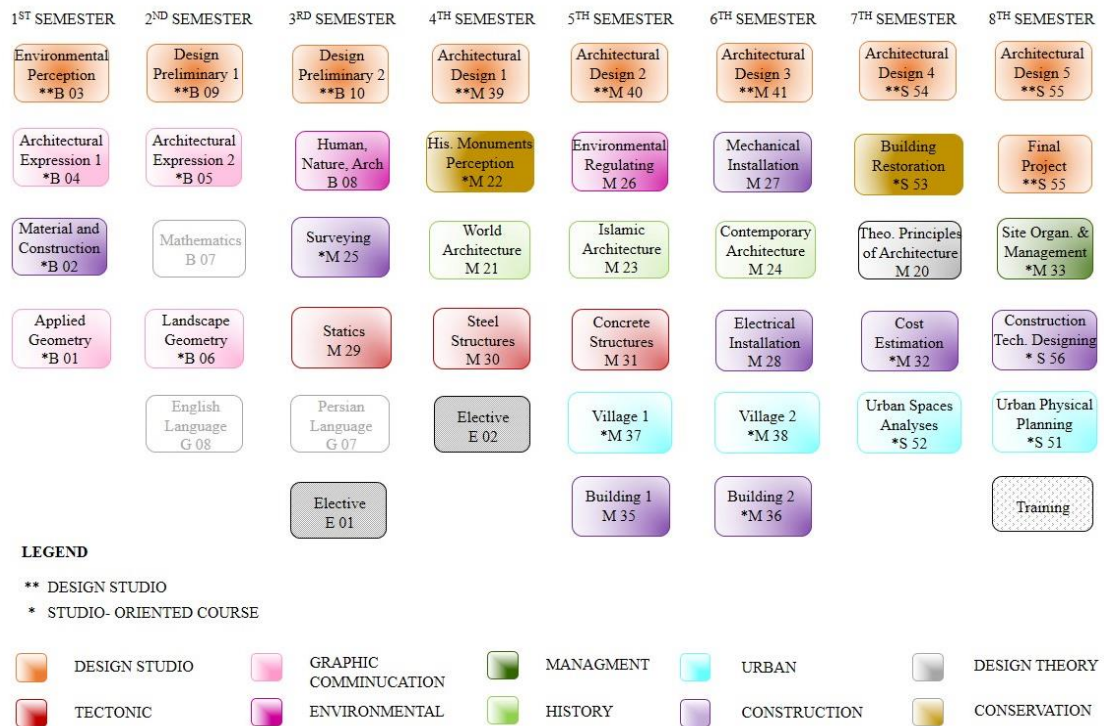 1ST SEMESTER
2ND SEMESTER
3RD SEMESTER
4TH SEMESTER
5TH SEMESTER
6TH SEMESTER
7TH SEMESTER
8TH SEMESTER
Environmental
Perception
**B 03
Design
Preliminary 1
**B 09
Design
Preliminary 2
**B 10
Architectural
Design 1
**M 39
Architectural
Design 2
**M 40
Architectural
Design 3
**M 41
Architectural
Design 4
**S 54
Architectural
Design 5
**S 55
Architectural
Expression 1
*B 04
Architectural
Expression 2
*B 05
Human,
Nature, Arch
B 08
His. Monuments
Perception
*M 22
Environmental
Regulating
M 26
Mechanical
Installation
M 27
Building
Restoration
*S 53
Final
Project
**S 55
Material and
Construction
*B 02
Mathematics
B 07
Surveying
*M 25
World
Architecture
M 21
Islamic
Architecture
M 23
Contemporary
Architecture
M 24
Theo. Principles
of Architecture
M 20
Site Organ. &
Management
*M 33
Applied
Geometry
*B 01
Landscape
Geometry
*B 06
Statics
M 29
Steel
Structures
M 30
Concrete
Structures
M 31
Electrical
Installation
M 28
Cost
Estimation
*M 32
Construction
Tech. Designing
* S 56
English
Language
G 08
Persian
Language
G 07
Elective
E 02
Village 1
*M 37
Village 2
*M 38
Urban Spaces
Analyses
*S 52
Urban Physical
Planning
*S 51
Elective
E 01
Building 1
M 35
Building 2
*M 36
Training
LEGEND
** DESIGN STUDIO
* STUDIO- ORIENTED COURSE
DESIGN STUDIO
GRAPHIC
COMMINUCATION
MANAGMENT
URBAN
DESIGN THEORY
TECTONIC
ENVIRONMENTAL
HISTORY
CONSTRUCTION
CONSERVATION